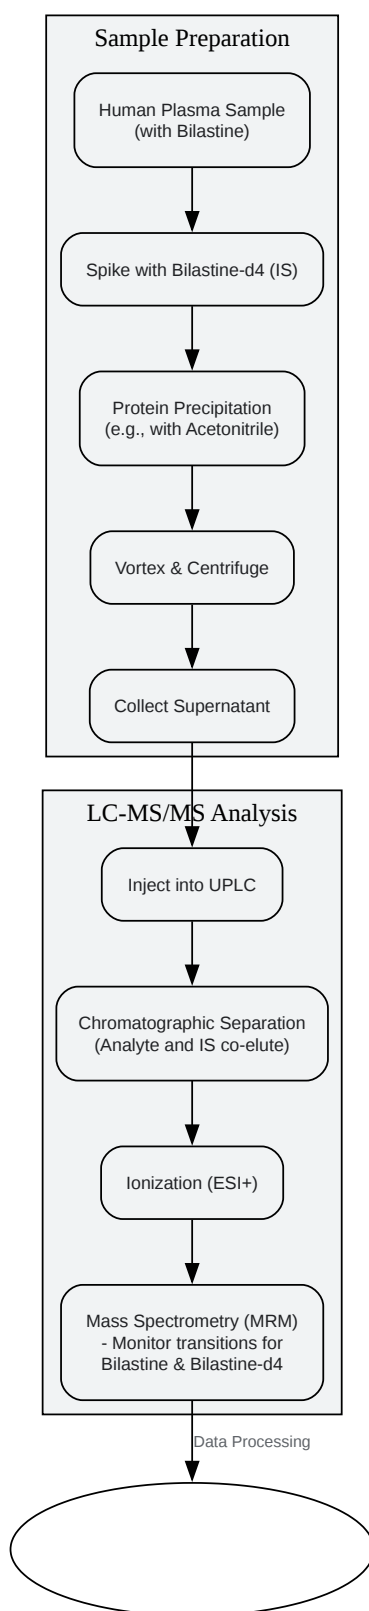 Sample Preparation
Human Plasma Sample
(with Bilastine)
Spike with Bilastine-d4 (IS)
Protein Precipitation
(e.g., with Acetonitrile)
Vortex & Centrifuge
Collect Supernatant
LC-MS/MS Analysis
Inject into UPLC
Chromatographic Separation
(Analyte and IS co-elute)
Ionization (ESI+)
Mass Spectrometry (MRM)
- Monitor transitions for
Bilastine & Bilastine-d4
Data Processing